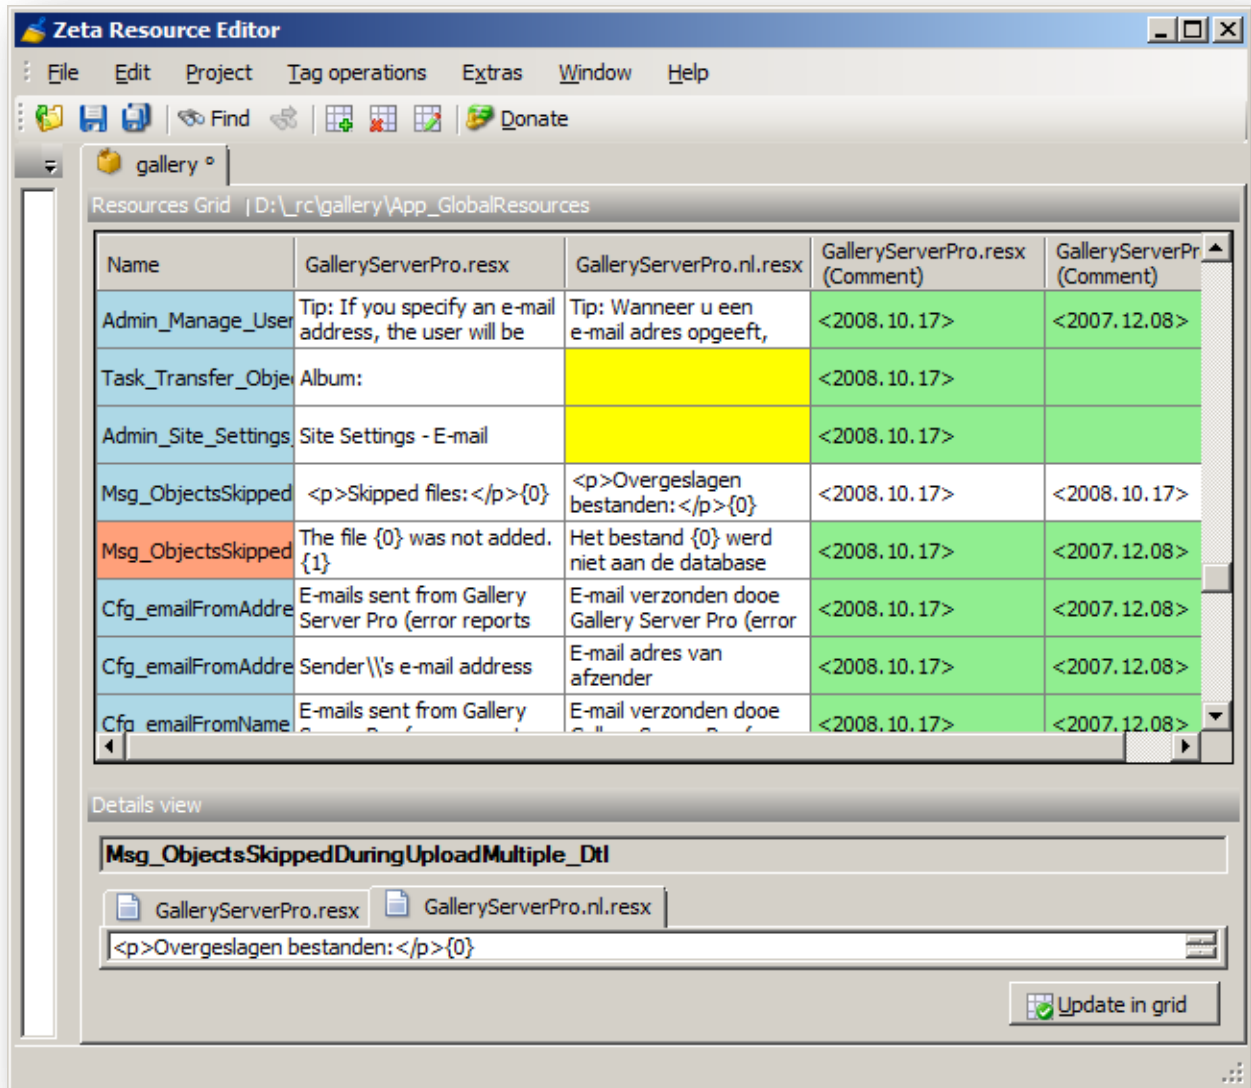 Zeta Resource Editor
File Edit Project Tag operations Extras Window Help
Find Donate
gallery °
Resources Grid | D:\_rc\gallery\App_GlobalResources
Name GalleryServerPro.resx GalleryServerPro.nl.resx GalleryServerPro.resx GalleryServerPr
(Comment) (Comment)
Admin_Manage_User Tip: If you specify an e-mail Tip: Wanneer u een <2008.10.17> <2007.12.08>
address, the user will be e-mail adres opgeeft,
Task_Transfer_Obje Album: <2008.10.17>
Admin_Site_Settings_ Site Settings - E-mail <2008.10.17>
Msg_ObjectsSkipped <p>Skipped files:</p>{0} <p>Overgeslagen <2008.10.17> <2008.10.17>
bestanden:</p>{0}
Msg_ObjectsSkipped The file {0} was not added. Het bestand {0} werd <2008.10.17> <2007.12.08>
{1} niet aan de database
Cfg_emailFromAddre E-mails sent from Gallery E-mail verzonden dooe <2008.10.17> <2007.12.08>
Server Pro (error reports Gallery Server Pro (error
Cfg_emailFromAddre Sender\\'s e-mail address E-mail adres van <2008.10.17> <2007.12.08>
afzender
Cfg_emailFromName E-mails sent from Gallery E-mail verzonden dooe <2008.10.17> <2007.12.08>
Details view
Msg_ObjectsSkippedDuringUploadMultiple_Dtl
GalleryServerPro.resx GalleryServerPro.nl.resx
<p>Overgeslagen bestanden:</p>{0}
Update in grid